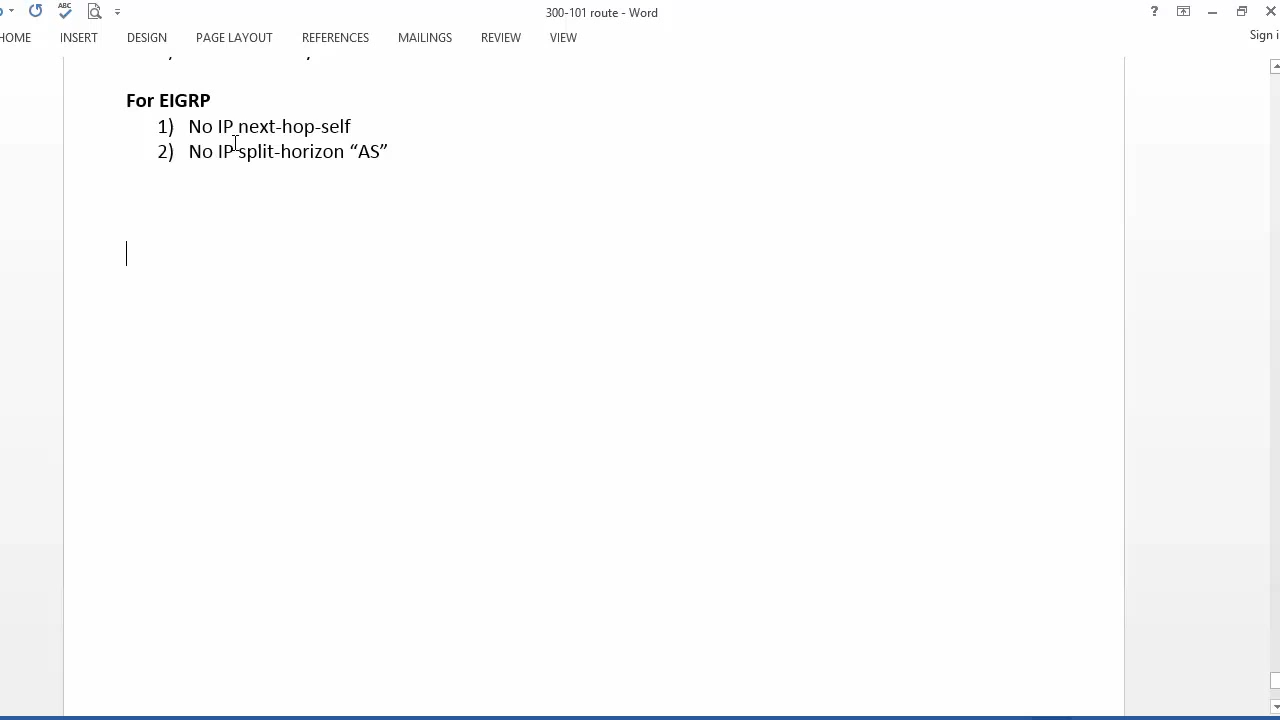 300-101 route - Word
?
HOME INSERT DESIGN PAGE LAYOUT REFERENCES MAILINGS REVIEW VIEW
Sign i
ABC
For EIGRP
1) No IP next-hop-self
2) No IP split-horizon “AS”